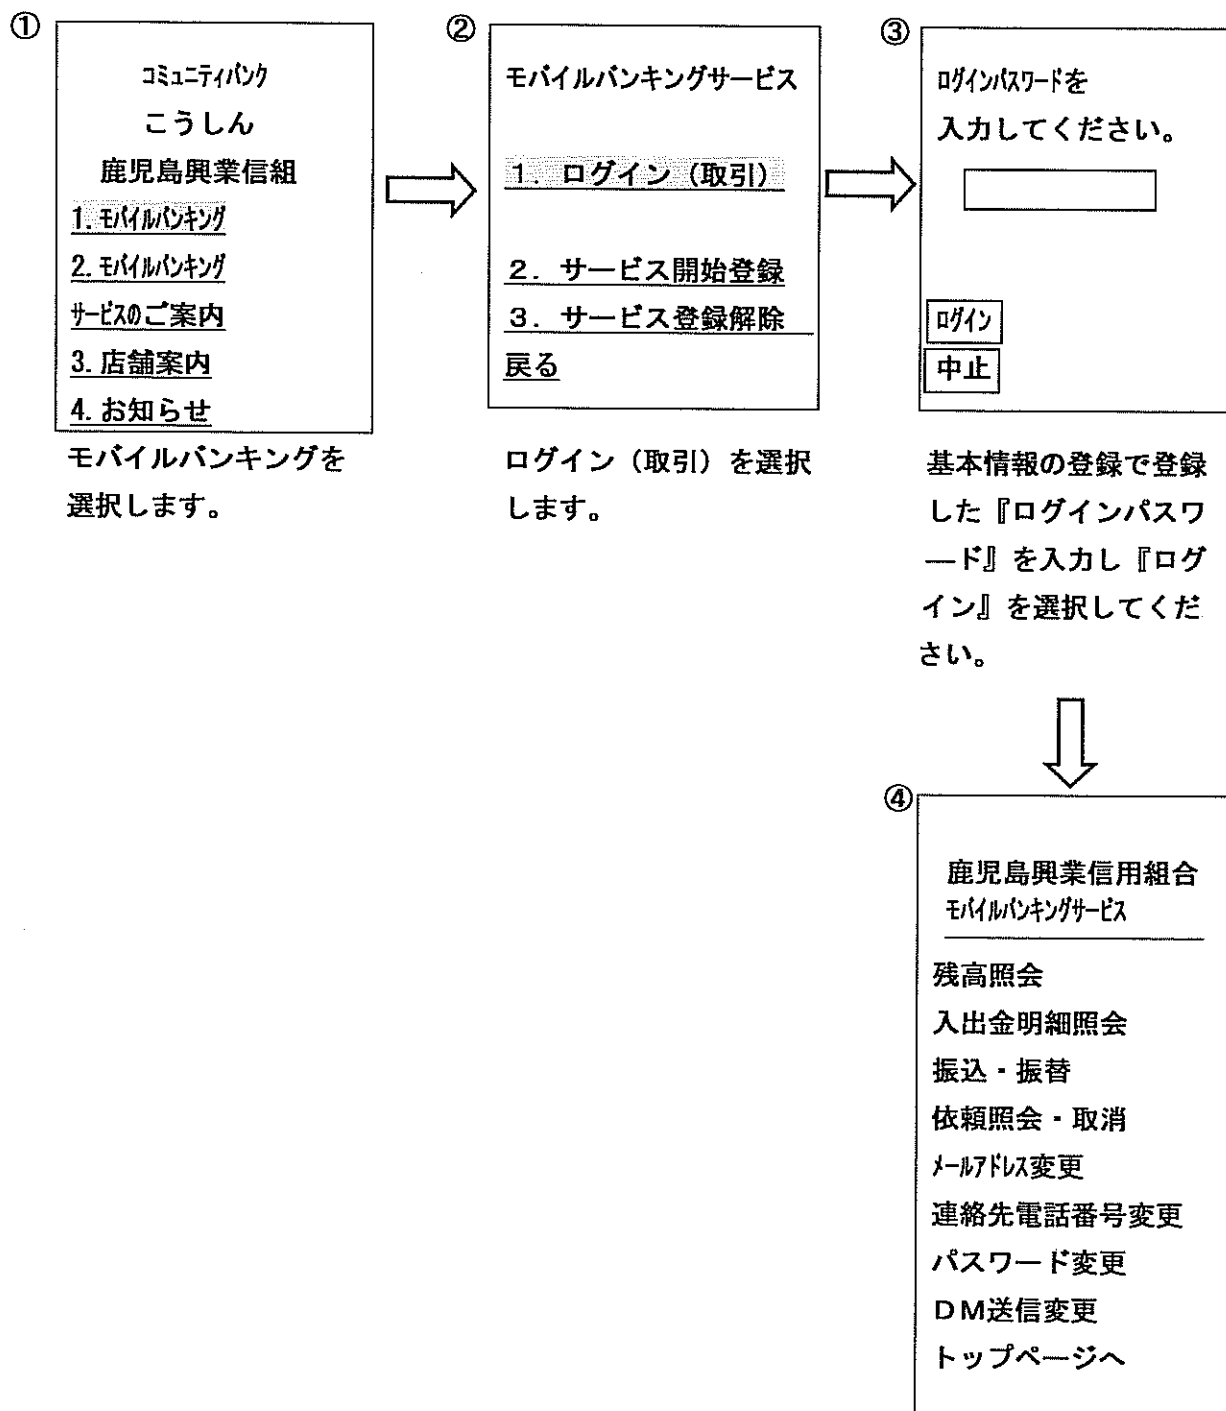 ①
コミュニティバンク
こうしん
鹿児島興業信組
1. モバイルバンキング
2. モバイルバンキング
サービスのご案内
3. 店舗案内
4. お知らせ
モバイルバンキングを
選択します。
②
モバイルバンキングサービス
1. ログイン（取引）
2. サービス開始登録
3. サービス登録解除
戻る
ログイン（取引）を選択
します。
③
ログインパスワードを
入力してください。
ログイン
中止
基本情報の登録で登録
した『ログインパスワ
ード』を入力し『ログ
イン』を選択してくだ
さい。
④
鹿児島興業信用組合
モバイルバンキングサービス
残高照会
入出金明細照会
振込・振替
依頼照会・取消
メールアドレス変更
連絡先電話番号変更
パスワード変更
ＤＭ送信変更
トップページへ